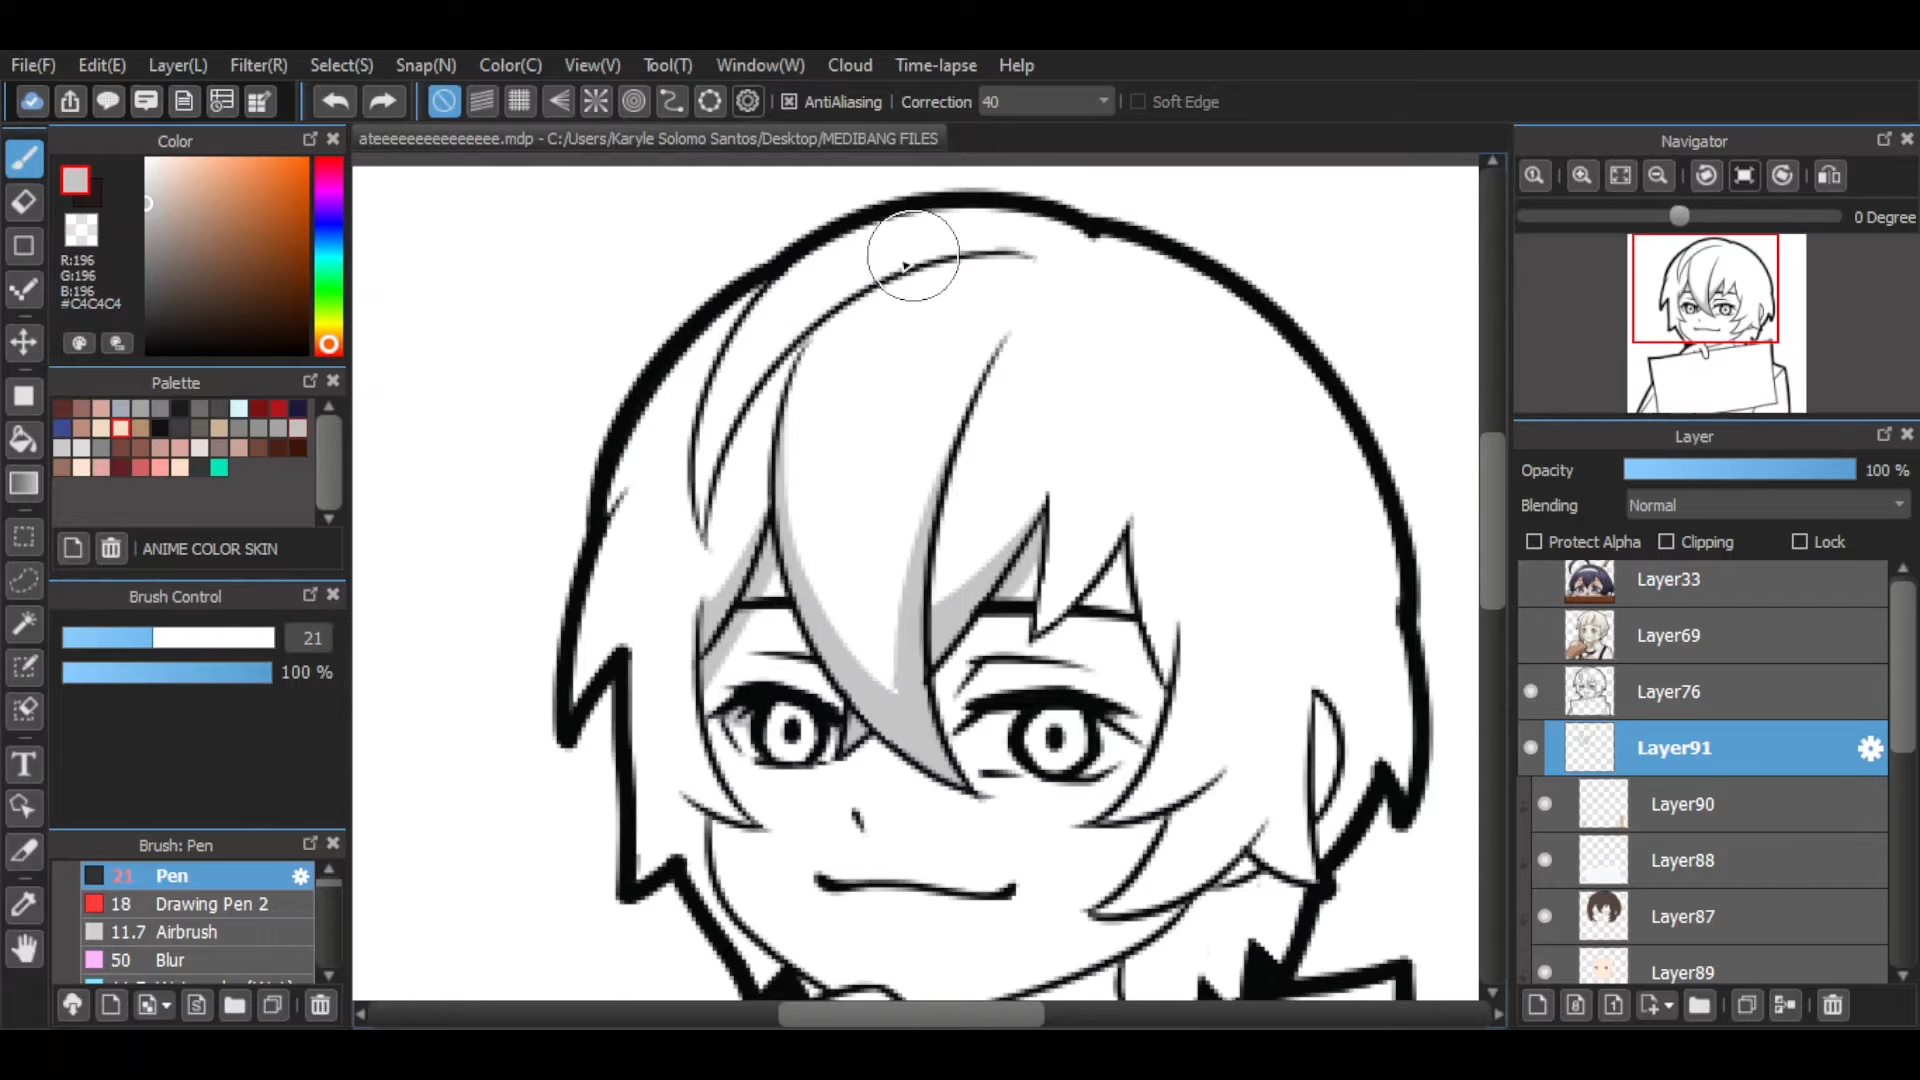 File(F) Edit(E) Layer(L) Filter(R) Select(S) Snap(N) Color(C) View(V) Tool(T) Window(W) Cloud Time-lapse Help
AntiAliasing Correction 40 Soft Edge
Color
ateeeeeeeeeeeeeee.mdp - C:/Users/Karyle Solomo Santos/Desktop/MEDIBANG FILES
Navigator
R:196
G:196
B:196
#C4C4C4
0 Degree
Palette
ANIME COLOR SKIN
Brush Control
21
100 %
Brush: Pen
21 Pen
18 Drawing Pen 2
11.7 Airbrush
50 Blur
Layer
Opacity 100 %
Blending Normal
Protect Alpha Clipping Lock
Layer33
Layer69
Layer76
Layer91
Layer90
Layer88
Layer87
Layer89